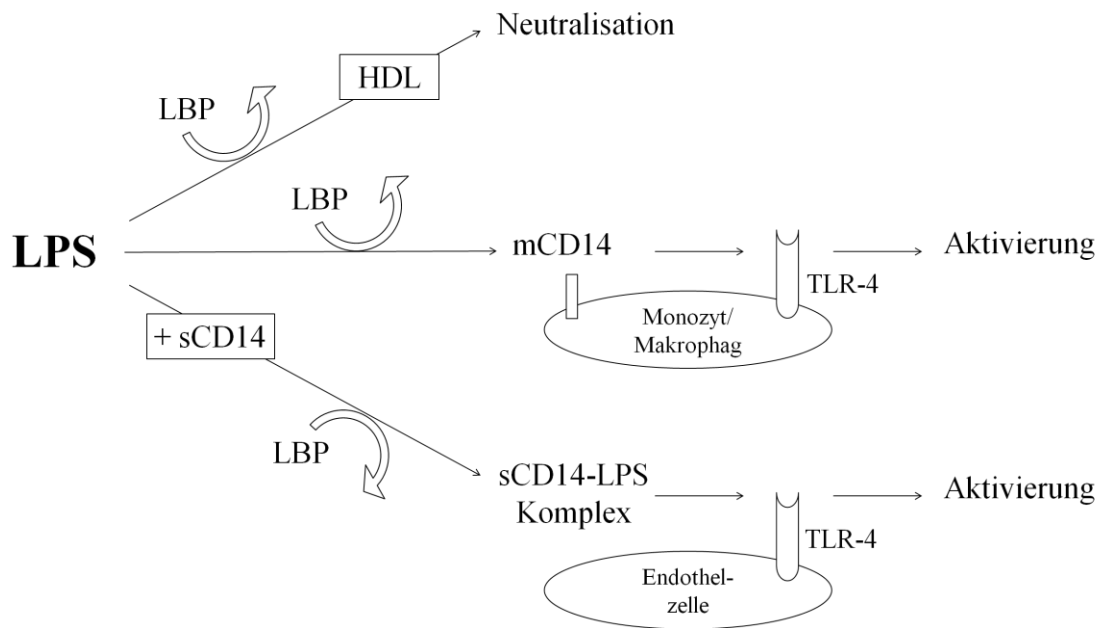 Neutralisation
HDL
LBP
LBP
LPS
mCD14
Aktivierung
TLR-4
Monozyt/
Makrophag
+ sCD14
LBP
sCD14-LPS
Komplex
Aktivierung
TLR-4
Endothel-
zelle